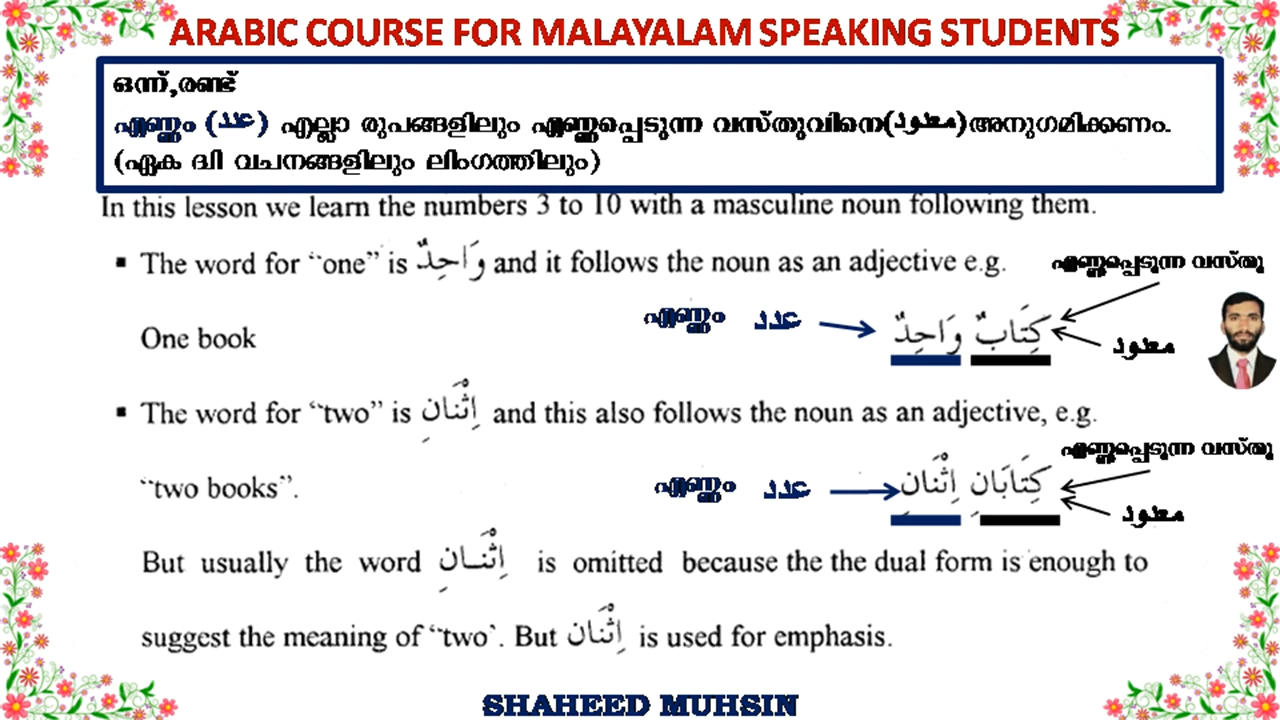 ARABIC COURSE FOR MALAYALAM SPEAKING STUDENTS
ഒന്ന്,രണ്ട്
എണ്ണം (عدد) എല്ലാ രുപങ്ങളിലും എണ്ണപ്പെടുന്ന വസ്തുവിനെ(معدود)അനുഗമിക്കണം.
(ഏക ദ്വി വചനങ്ങളിലും ലിംഗത്തിലും)
In this lesson we learn the numbers 3 to 10 with a masculine noun following them.
▪ The word for "one" is وَاحِدٌ and it follows the noun as an adjective e.g.
എണ്ണപ്പെടുന്ന വസ്തു
One book എണ്ണം عدد كِتَابٌ وَاحِدٌ
معدود
▪ The word for "two" is اِثْنَانِ and this also follows the noun as an adjective, e.g.
എണ്ണപ്പെടുന്ന വസ്തു
"two books". എണ്ണം عدد كِتَابَانِ اِثْنَانِ
معدود
But usually the word اِثْنَـانِ is omitted because the the dual form is enough to
suggest the meaning of "two`. But اِثْنَان is used for emphasis.
SHAHEED MUHSIN